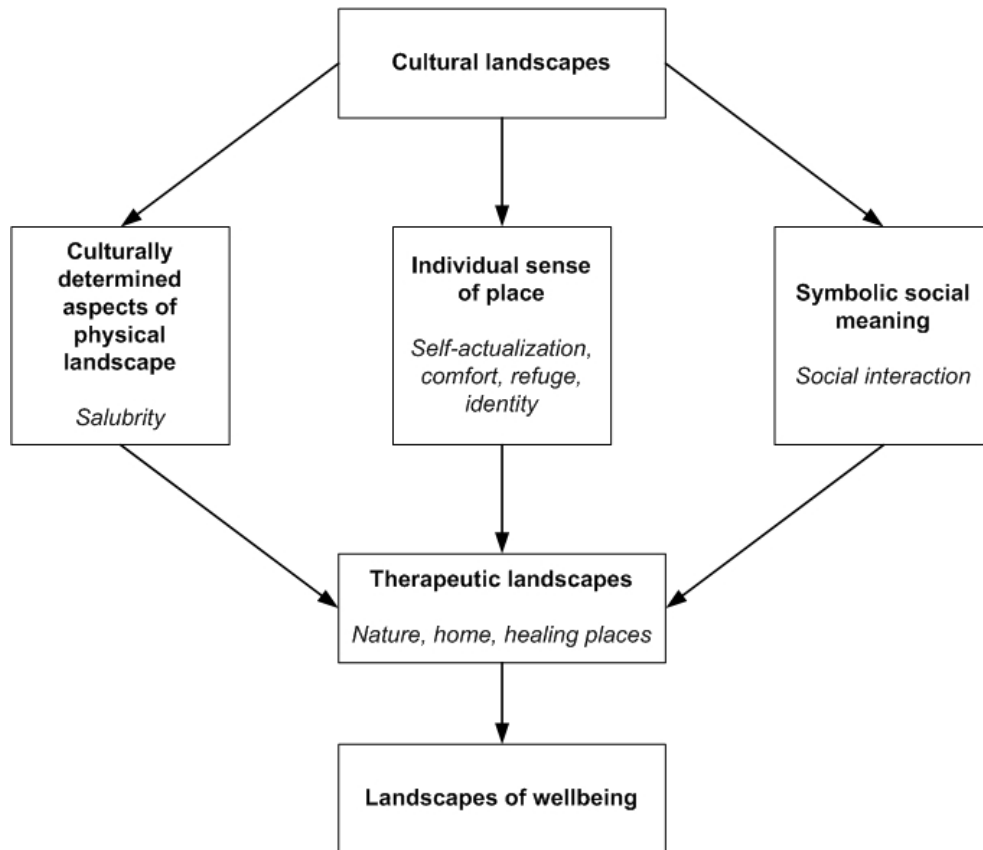 Cultural landscapes
Culturally
determined
aspects of
physical
landscape
Salubrity
Individual sense
of place
Self-actualization,
comfort, refuge,
identity
Symbolic social
meaning
Social interaction
Therapeutic landscapes
Nature, home, healing places
Landscapes of wellbeing